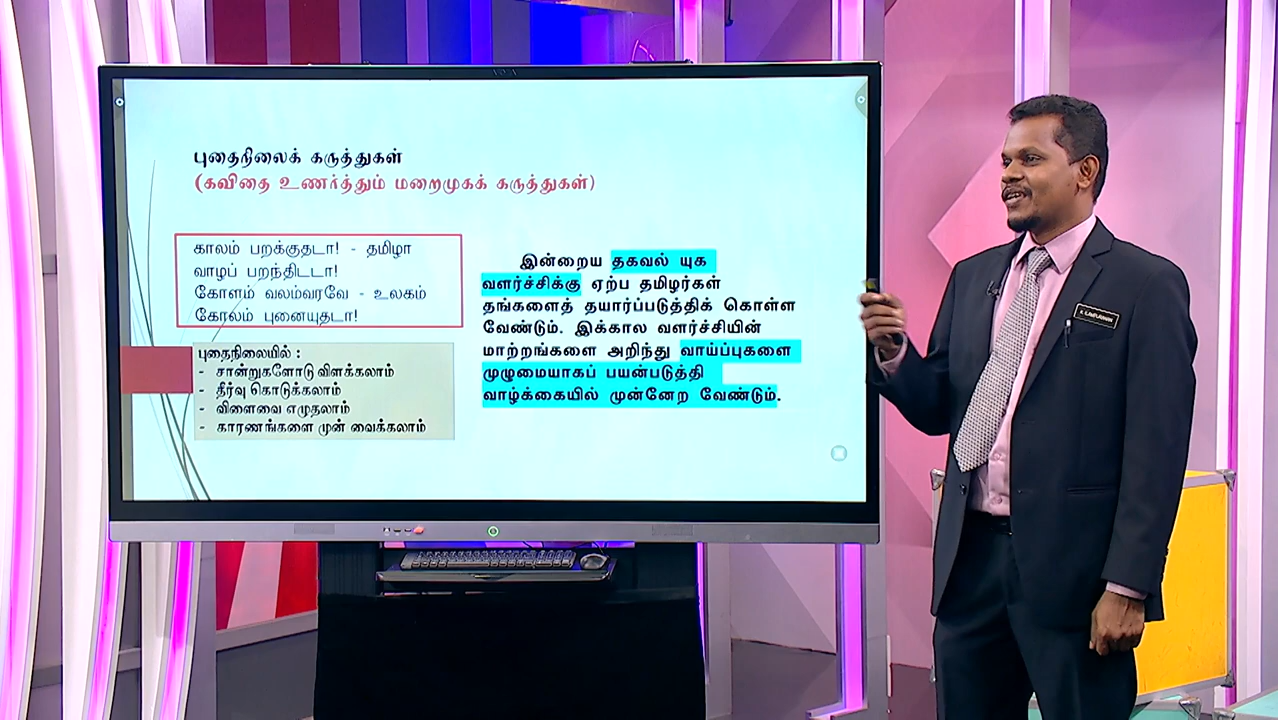 புதைநிலைக் கருத்துகள்
(கவிதை உணர்த்தும் மறைமுகக் கருத்துகள்)
காலம் பறக்குதடா! - தமிழா
வாழப் பறந்திடடா!
கோளம் வலம்வரவே - உலகம்
கோலம் புனையுதடா!
புதைநிலையில் :
- சான்றுகளோடு விளக்கலாம்
- தீர்வு கொடுக்கலாம்
- விளைவை எழுதலாம்
- காரணங்களை முன் வைக்கலாம்
இன்றைய தகவல் யுக
வளர்ச்சிக்கு ஏற்ப தமிழர்கள்
தங்களைத் தயார்ப்படுத்திக் கொள்ள
வேண்டும். இக்கால வளர்ச்சியின்
மாற்றங்களை அறிந்து வாய்ப்புகளை
முழுமையாகப் பயன்படுத்தி
வாழ்க்கையில் முன்னேற வேண்டும்.